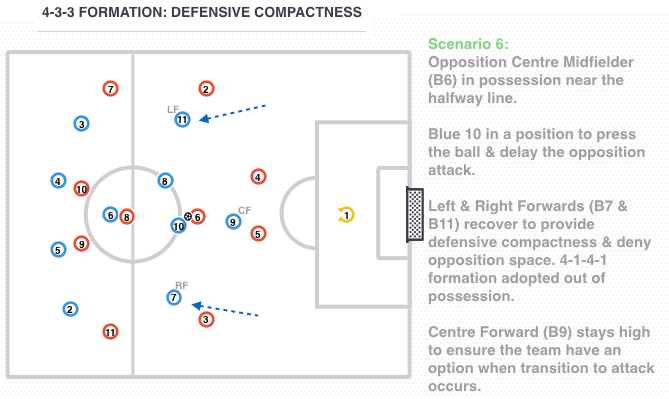 4-3-3 FORMATION: DEFENSIVE COMPACTNESS
Scenario 6:
Opposition Centre Midfielder
(B6) in possession near the
halfway line.
Blue 10 in a position to press
the ball & delay the opposition
attack.
Left & Right Forwards (B7 &
B11) recover to provide
defensive compactness & deny
opposition space. 4-1-4-1
formation adopted out of
possession.
Centre Forward (B9) stays high
to ensure the team have an
option when transition to attack
occurs.
7
2
LF
11
3
4
10
8
4
6
8
10
6
CF
9
5
1
5
9
RF
7
2
3
11